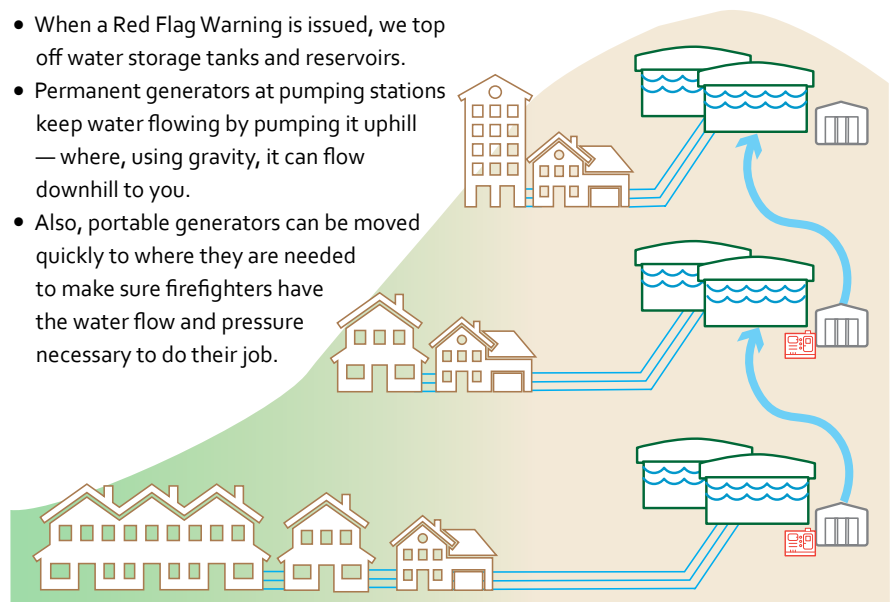 • When a Red Flag Warning is issued, we top
off water storage tanks and reservoirs.
• Permanent generators at pumping stations
keep water flowing by pumping it uphill
— where, using gravity, it can flow
downhill to you.
• Also, portable generators can be moved
quickly to where they are needed
to make sure firefighters have
the water flow and pressure
necessary to do their job.